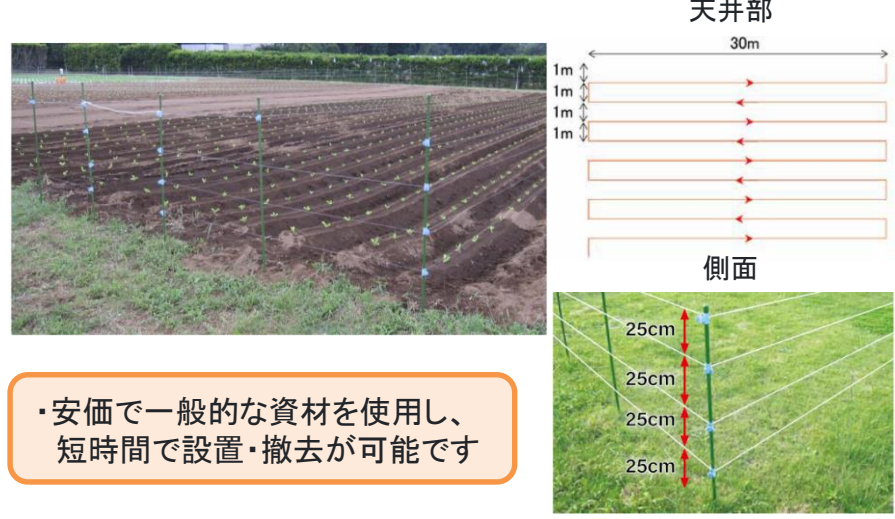 天井部
30m
1m
1m
1m
1m
側面
25cm
25cm
25cm
25cm
・安価で一般的な資材を使用し、
短時間で設置・撤去が可能です